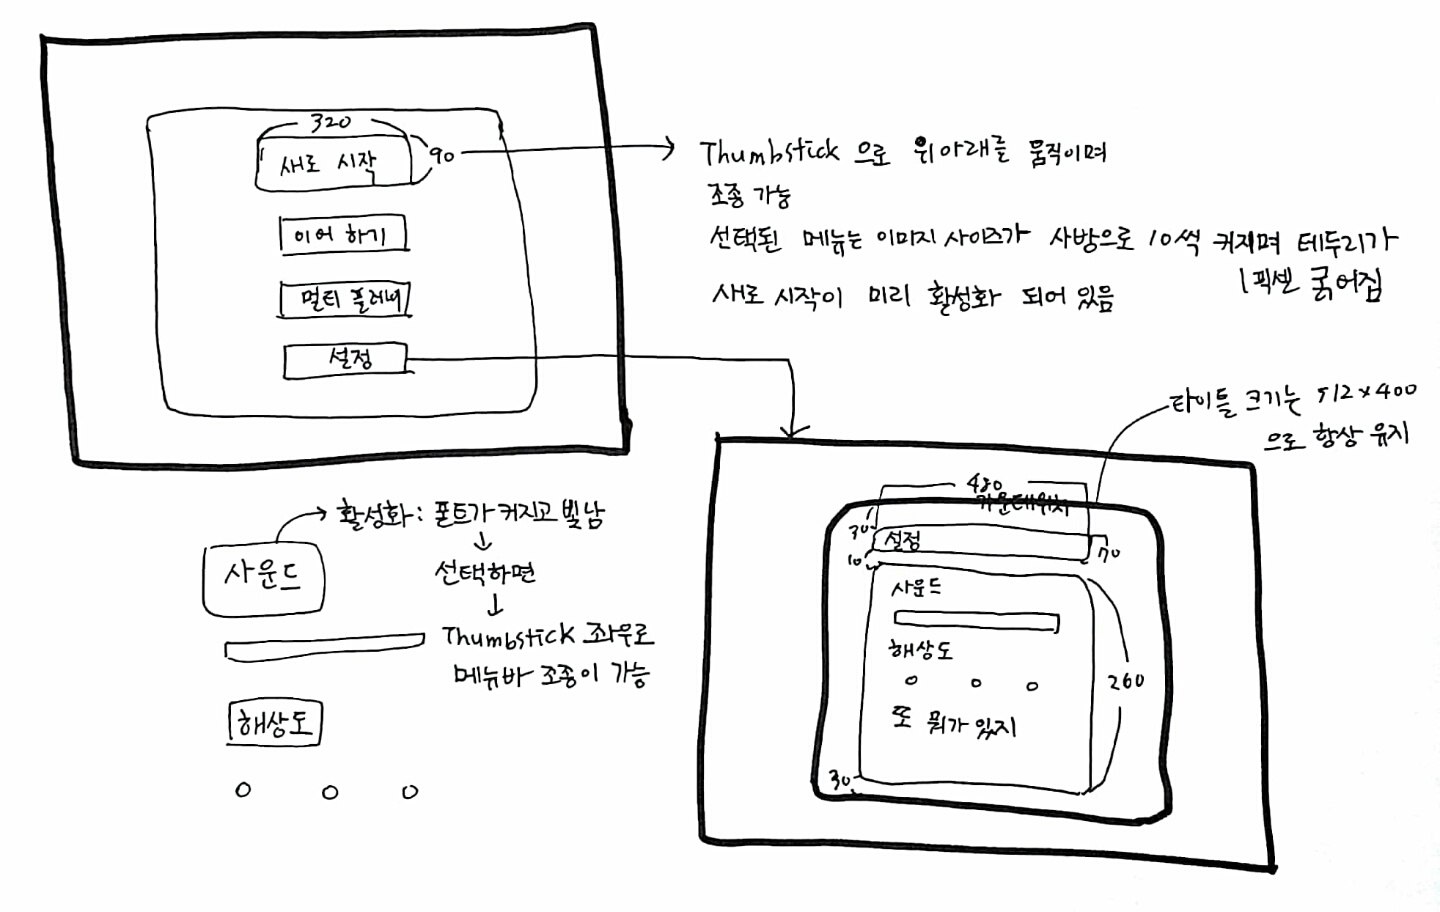 320
90
새로 시작
이어 하기
멀티 플레이
설정
Thumbstick 으로 위아래를 움직이며
조종 가능
선택된 메뉴는 이미지 사이즈가 사방으로 10씩 커지며 테두리가
1픽셀 굵어짐
새로 시작이 미리 활성화 되어 있음
타이틀 크기는 512x400
으로 항상 유지
480
가운데위치
30
설정
70
10
사운드
해상도
또 뭐가 있지
260
30
활성화: 폰트가 커지고 빛남
선택하면
Thumbstick 좌우로
메뉴바 조종이 가능
사운드
해상도